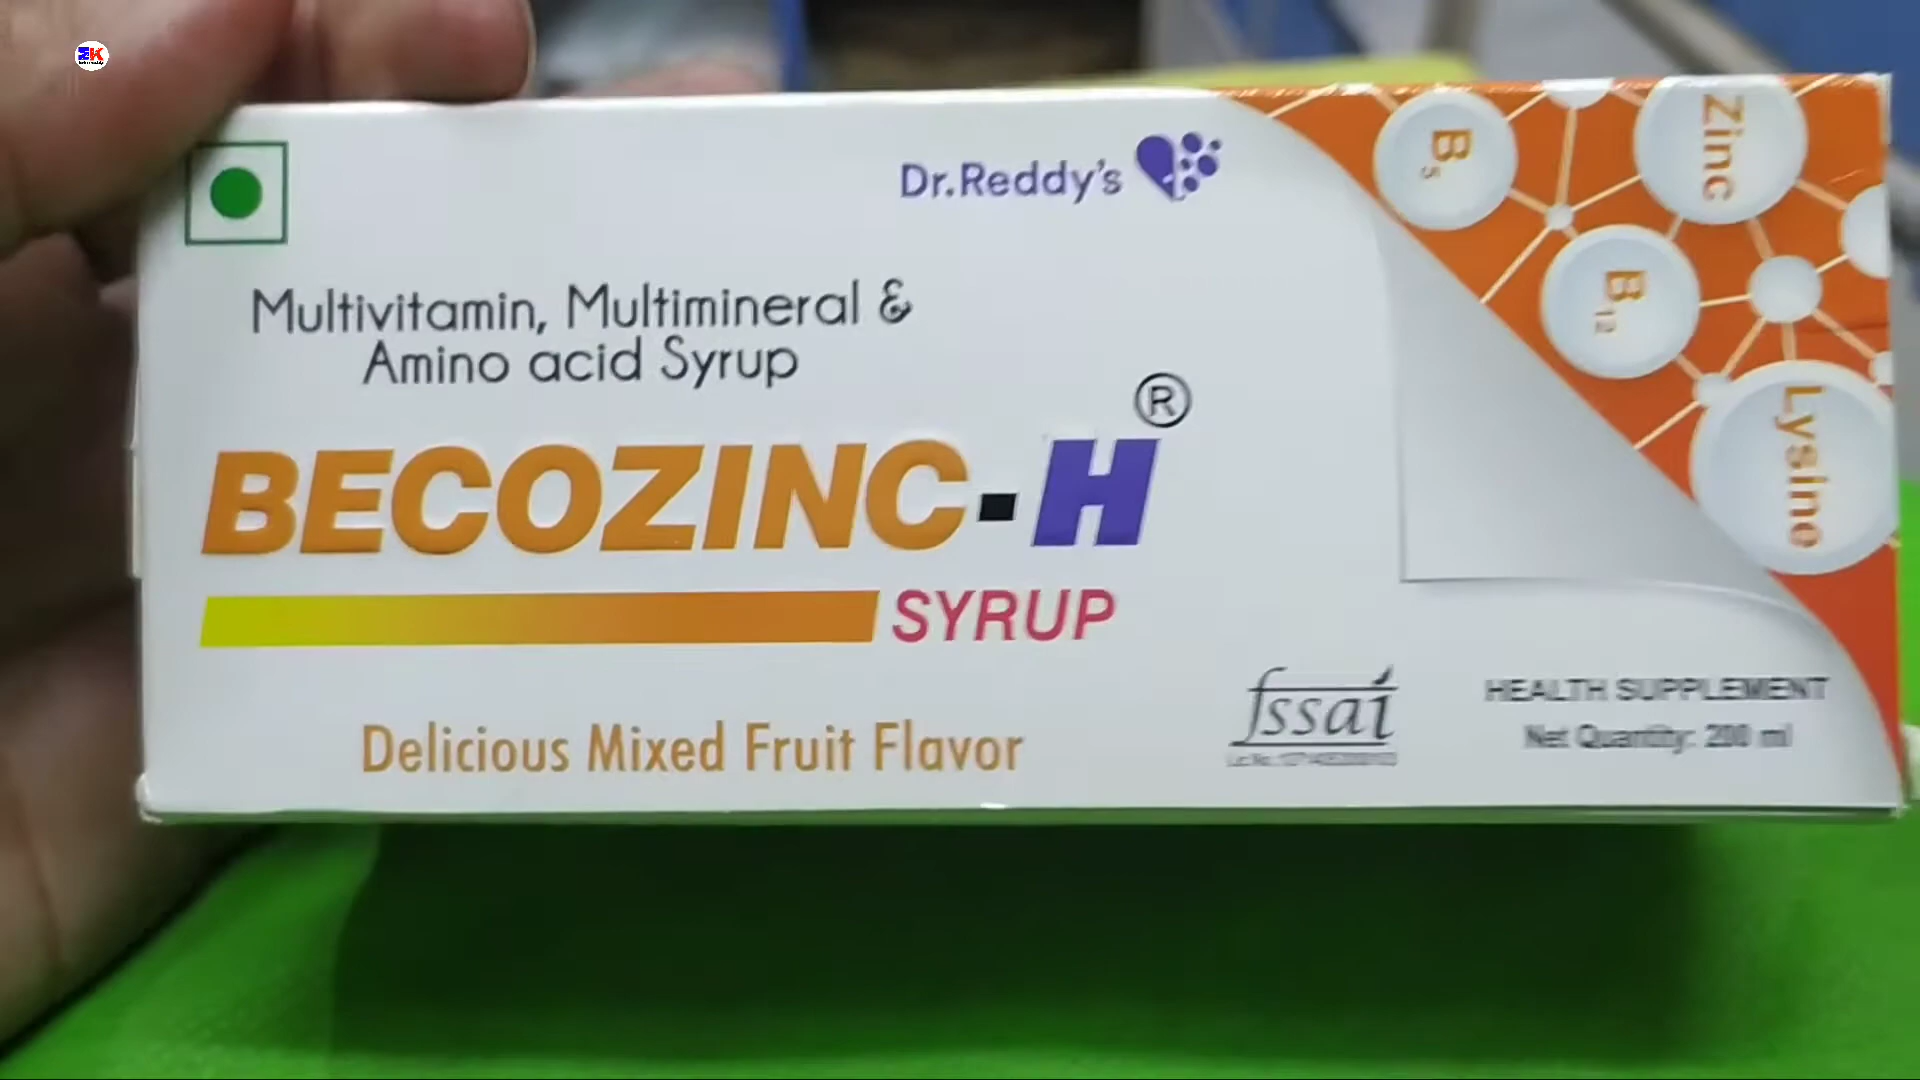 EK
Dr.Reddy's
Multivitamin, Multimineral &
Amino acid Syrup
BECOZINC-H®
SYRUP
Delicious Mixed Fruit Flavor
fssai
HEALTH SUPPLEMENT
Net Quantity: 200 ml
B5
Zinc
B12
Lysine